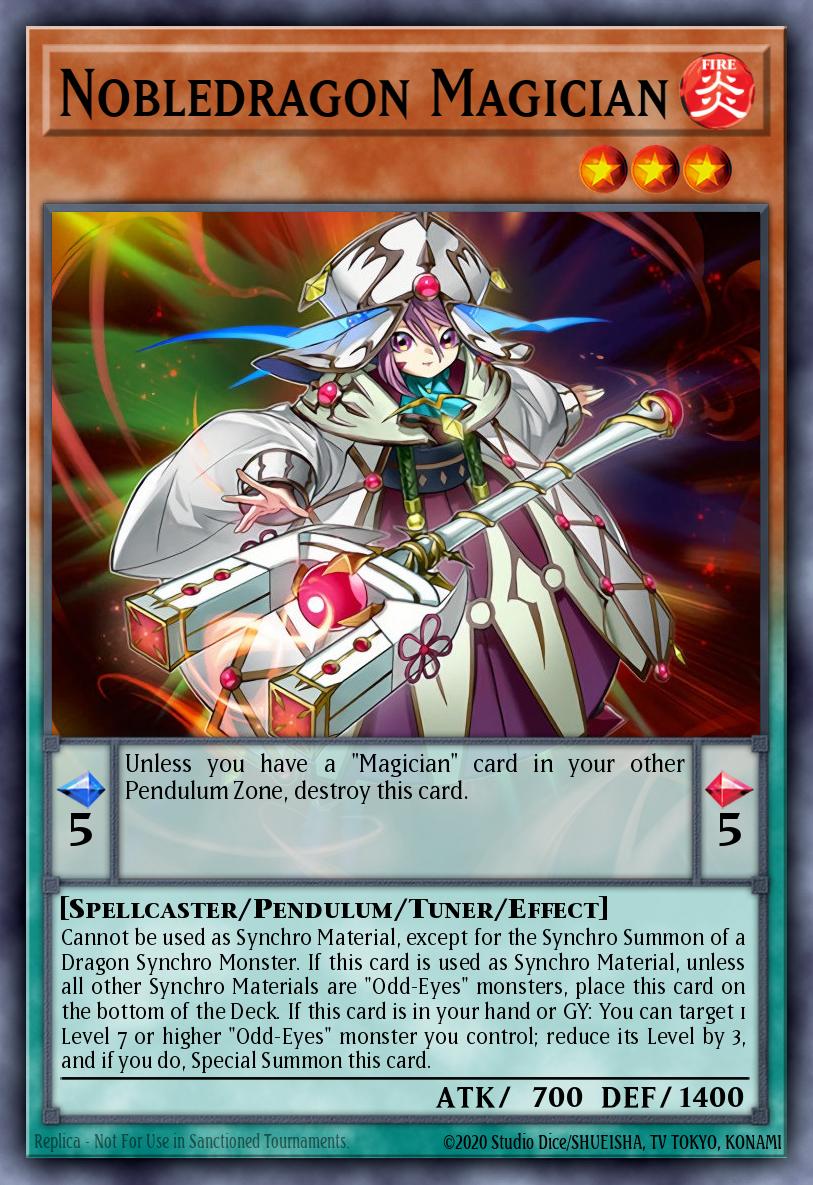 NOBLEDRAGON MAGICIAN
FIRE
炎
Unless you have a "Magician" card in your other
Pendulum Zone, destroy this card.
5
5
[SPELLCASTER/PENDULUM/TUNER/EFFECT]
Cannot be used as Synchro Material, except for the Synchro Summon of a
Dragon Synchro Monster. If this card is used as Synchro Material, unless
all other Synchro Materials are "Odd-Eyes" monsters, place this card on
the bottom of the Deck. If this card is in your hand or GY: You can target 1
Level 7 or higher "Odd-Eyes" monster you control; reduce its Level by 3,
and if you do, Special Summon this card.
ATK/ 700 DEF/1400
Replica - Not For Use in Sanctioned Tournaments.
©2020 Studio Dice/SHUEISHA, TV TOKYO, KONAMI